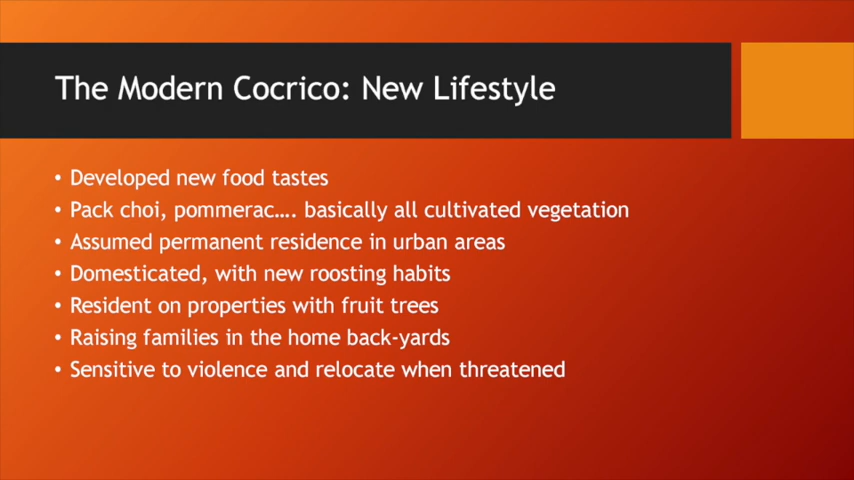 The Modern Cocrico: New Lifestyle
• Developed new food tastes
• Pack choi, pommerac…. basically all cultivated vegetation
• Assumed permanent residence in urban areas
• Domesticated, with new roosting habits
• Resident on properties with fruit trees
• Raising families in the home back-yards
• Sensitive to violence and relocate when threatened